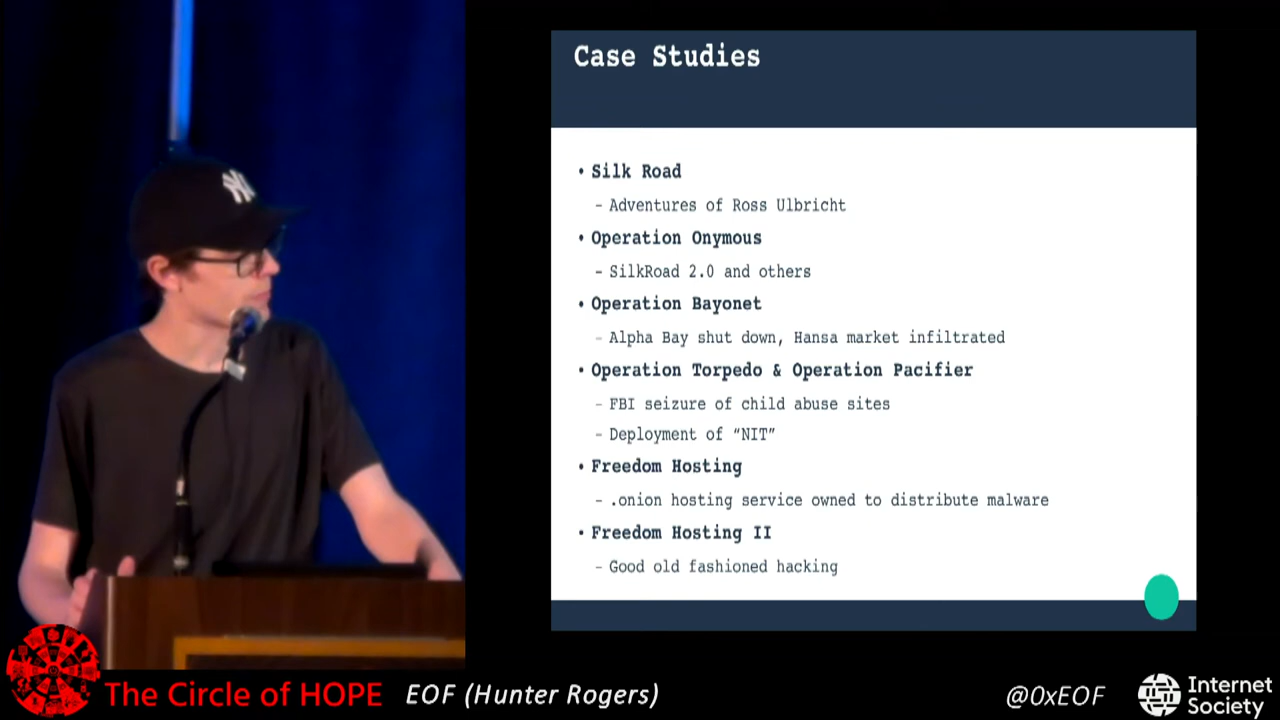 NY
Case Studies
• Silk Road
– Adventures of Ross Ulbricht
• Operation Onymous
– SilkRoad 2.0 and others
• Operation Bayonet
– Alpha Bay shut down, Hansa market infiltrated
• Operation Torpedo & Operation Pacifier
– FBI seizure of child abuse sites
– Deployment of “NIT”
• Freedom Hosting
– .onion hosting service owned to distribute malware
• Freedom Hosting II
– Good old fashioned hacking
The Circle of HOPE EOF (Hunter Rogers) @0xEOF Internet
Society